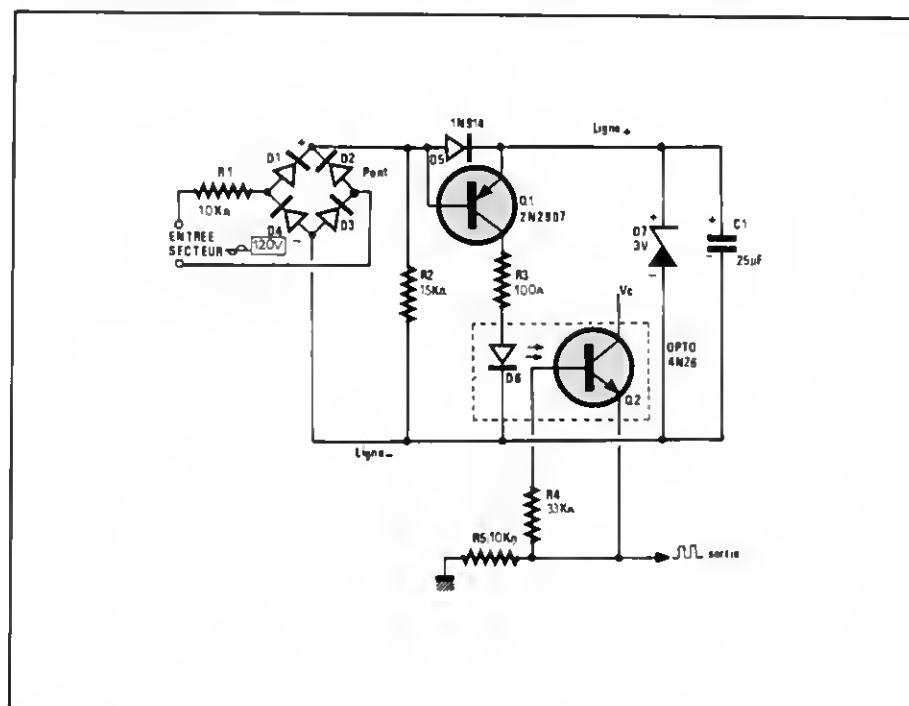 1N914
Ligne+
+
D5
D1
D2
Pont
R1
10KΩ
Q1
2N2907
D4
D3
ENTREE
SECTEUR
120V
-
R2
15KΩ
R3
100Ω
+
D7
3V
-
+
C1
-
25µF
Vc
OPTO
4N26
D6
Q2
Ligne-
R4
33KΩ
R5:10KΩ
sortie